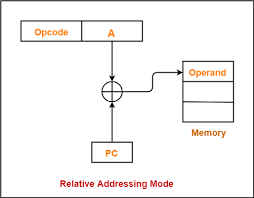 Opcode A
Operand
Memory
PC
Relative Addressing Mode